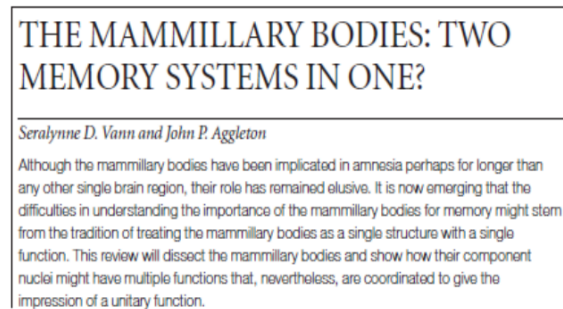 THE MAMMILLARY BODIES: TWO
MEMORY SYSTEMS IN ONE?
Seralynne D. Vann and John P. Aggleton
Although the mammillary bodies have been implicated in amnesia perhaps for longer than
any other single brain region, their role has remained elusive. It is now emerging that the
difficulties in understanding the importance of the mammillary bodies for memory might stem
from the tradition of treating the mammillary bodies as a single structure with a single
function. This review will dissect the mammillary bodies and show how their component
nuclei might have multiple functions that, nevertheless, are coordinated to give the
impression of a unitary function.